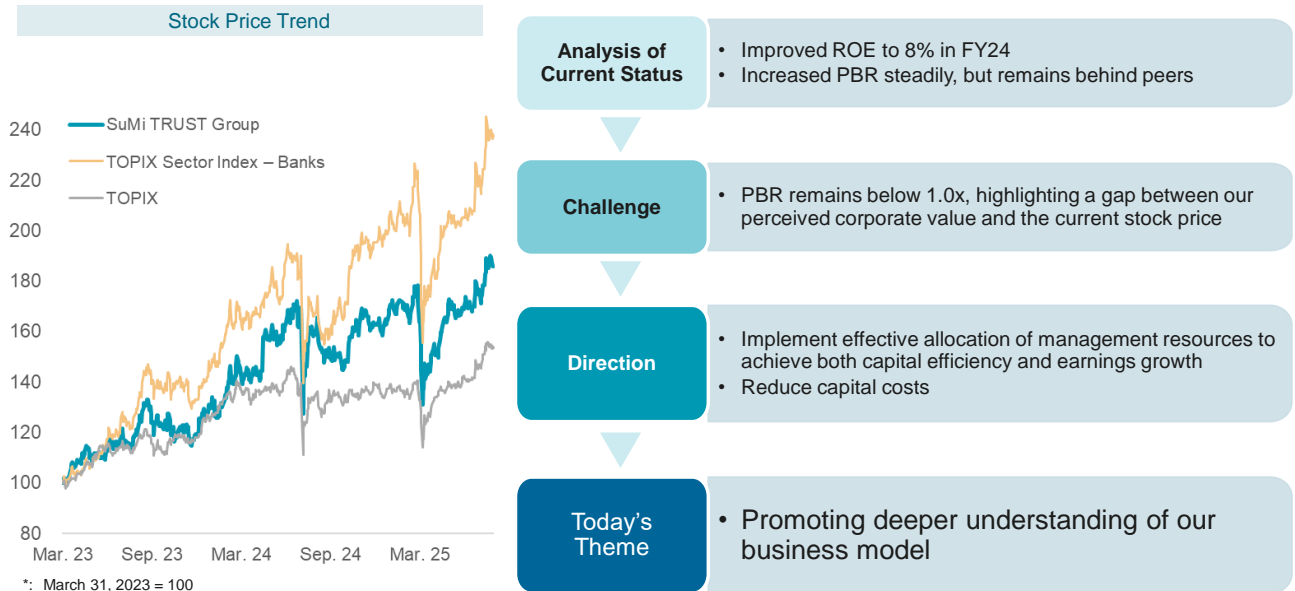 Stock Price Trend
SuMi TRUST Group
TOPIX Sector Index – Banks
TOPIX
240
220
200
180
160
140
120
100
80
Mar. 23
Sep. 23
Mar. 24
Sep. 24
Mar. 25
*: March 31, 2023 = 100
Analysis of
Current Status
• Improved ROE to 8% in FY24
• Increased PBR steadily, but remains behind peers
Challenge
• PBR remains below 1.0x, highlighting a gap between our
perceived corporate value and the current stock price
Direction
• Implement effective allocation of management resources to
achieve both capital efficiency and earnings growth
• Reduce capital costs
Today's
Theme
• Promoting deeper understanding of our
business model